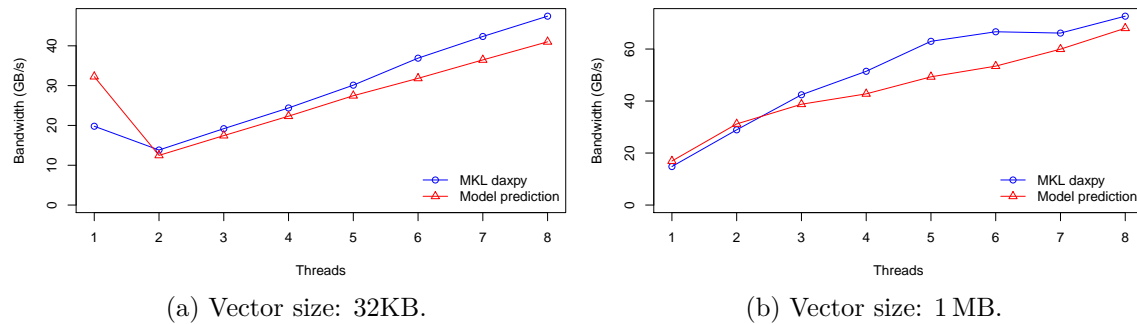 Bandwidth (GB/s)
40
30
20
10
0
MKL daxpy
Model prediction
1 2 3 4 5 6 7 8
Threads
(a) Vector size: 32KB.
Bandwidth (GB/s)
60
40
20
0
MKL daxpy
Model prediction
1 2 3 4 5 6 7 8
Threads
(b) Vector size: 1 MB.